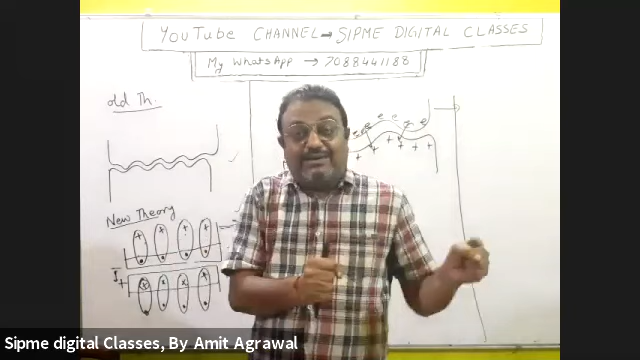 YouTube CHANNEL → SIPME DIGITAL CLASSES
My WhatsApp → 7088441188
Old Th.
New Theory
Sipme digital Classes, By Amit Agrawal